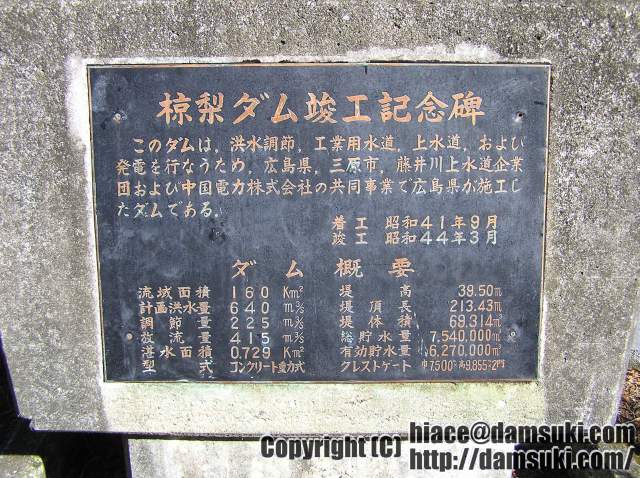 椋梨ダム竣工記念碑
このダムは，洪水調節，工業用水道，上水道，および
発電を行なうため，広島県，三原市，藤井川上水道企業
団および中国電力株式会社の共同事業で広島県が施工し
たダムである。
着工 昭和41年9月
竣工 昭和44年3月
ダム概要
流域面積 160 Km²
計画洪水量 640 m³/s
調節量 225 m³/s
放流量 415 m³/s
湛水面積 0.729 Km²
型式 コンクリート重力式
堤高 39.50m
堤頂長 213.43m
堤体積 69,314m³
総貯水量 7,540,000m³
有効貯水量 6,270,000m³
クレストゲート 巾7,500 高9.855 2門
Copyright (C) hiace@damsuki.com
http://damsuki.com/